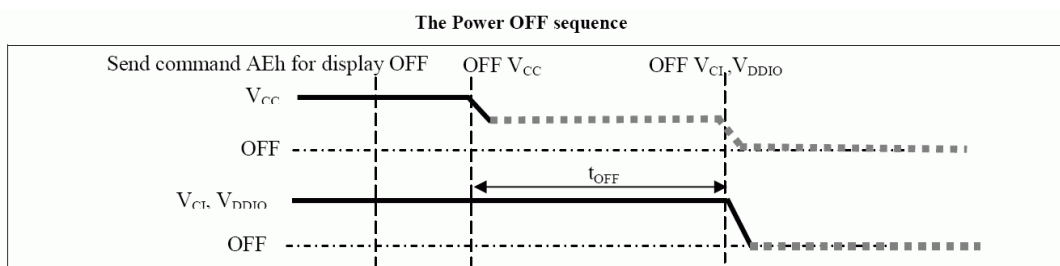 The Power OFF sequence
Send command AEh for display OFF OFF VCC OFF VCI, VDDIO
VCC
OFF
tOFF
VCI, VDDIO
OFF